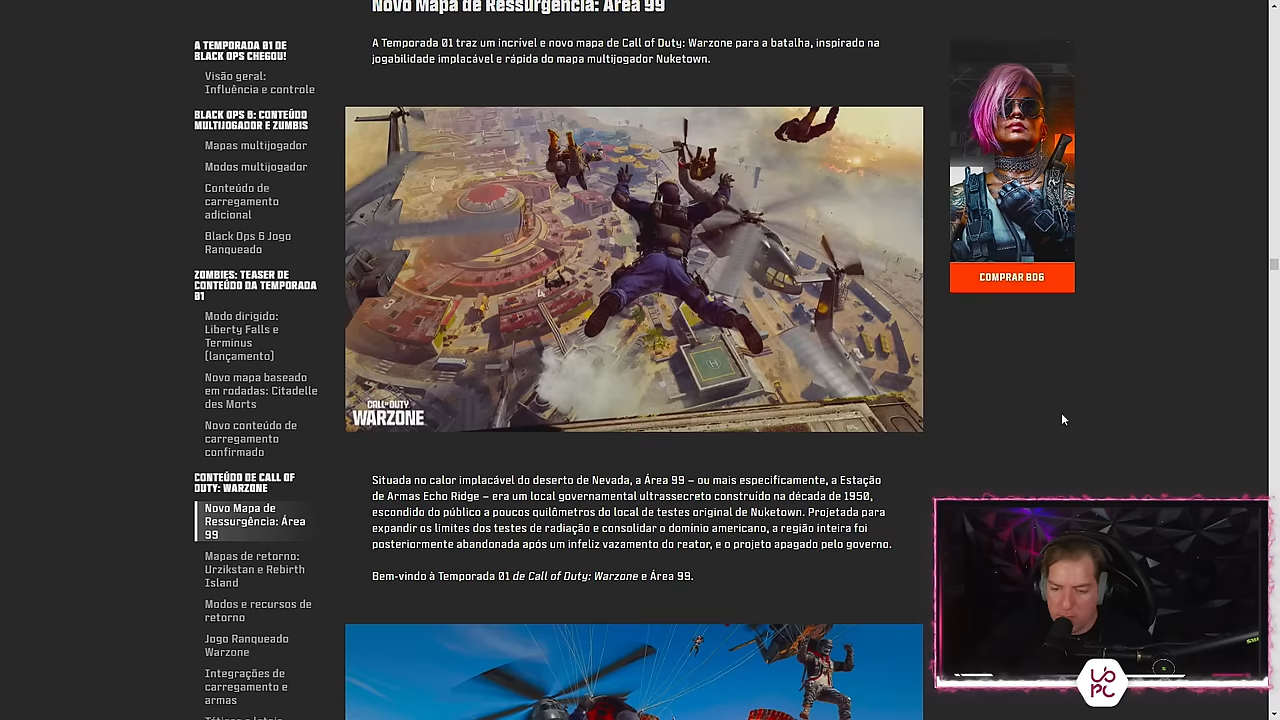 Novo Mapa de Ressurgência: Área 99
A TEMPORADA 01 DE
BLACK OPS CHEGOU!
Visão geral:
Influência e controle
BLACK OPS 6: CONTEÚDO
MULTIJOGADOR E ZUMBIS
Mapas multijogador
Modos multijogador
Conteúdo de
carregamento
adicional
Black Ops 6 Jogo
Ranqueado
ZOMBIES: TEASER DE
CONTEÚDO DA TEMPORADA
01
Modo dirigido:
Liberty Falls e
Terminus
(lançamento)
Novo mapa baseado
em rodadas: Citadelle
des Morts
Novo conteúdo de
carregamento
confirmado
CONTEÚDO DE CALL OF
DUTY: WARZONE
Novo Mapa de
Ressurgência: Área
99
Mapas de retorno:
Urzikstan e Rebirth
Island
Modos e recursos de
retorno
Jogo Ranqueado
Warzone
Integrações de
carregamento e
armas
A Temporada 01 traz um incrível e novo mapa de Call of Duty: Warzone para a batalha, inspirado na
jogabilidade implacável e rápida do mapa multijogador Nuketown.
CALL OF DUTY
WARZONE
Situada no calor implacável do deserto de Nevada, a Área 99 – ou mais especificamente, a Estação
de Armas Echo Ridge – era um local governamental ultrassecreto construído na década de 1950,
escondido do público a poucos quilômetros do local de testes original de Nuketown. Projetada para
expandir os limites dos testes de radiação e consolidar o domínio americano, a região inteira foi
posteriormente abandonada após um infeliz vazamento do reator, e o projeto apagado pelo governo.
Bem-vindo à Temporada 01 de Call of Duty: Warzone e Área 99.
COMPRAR BO6